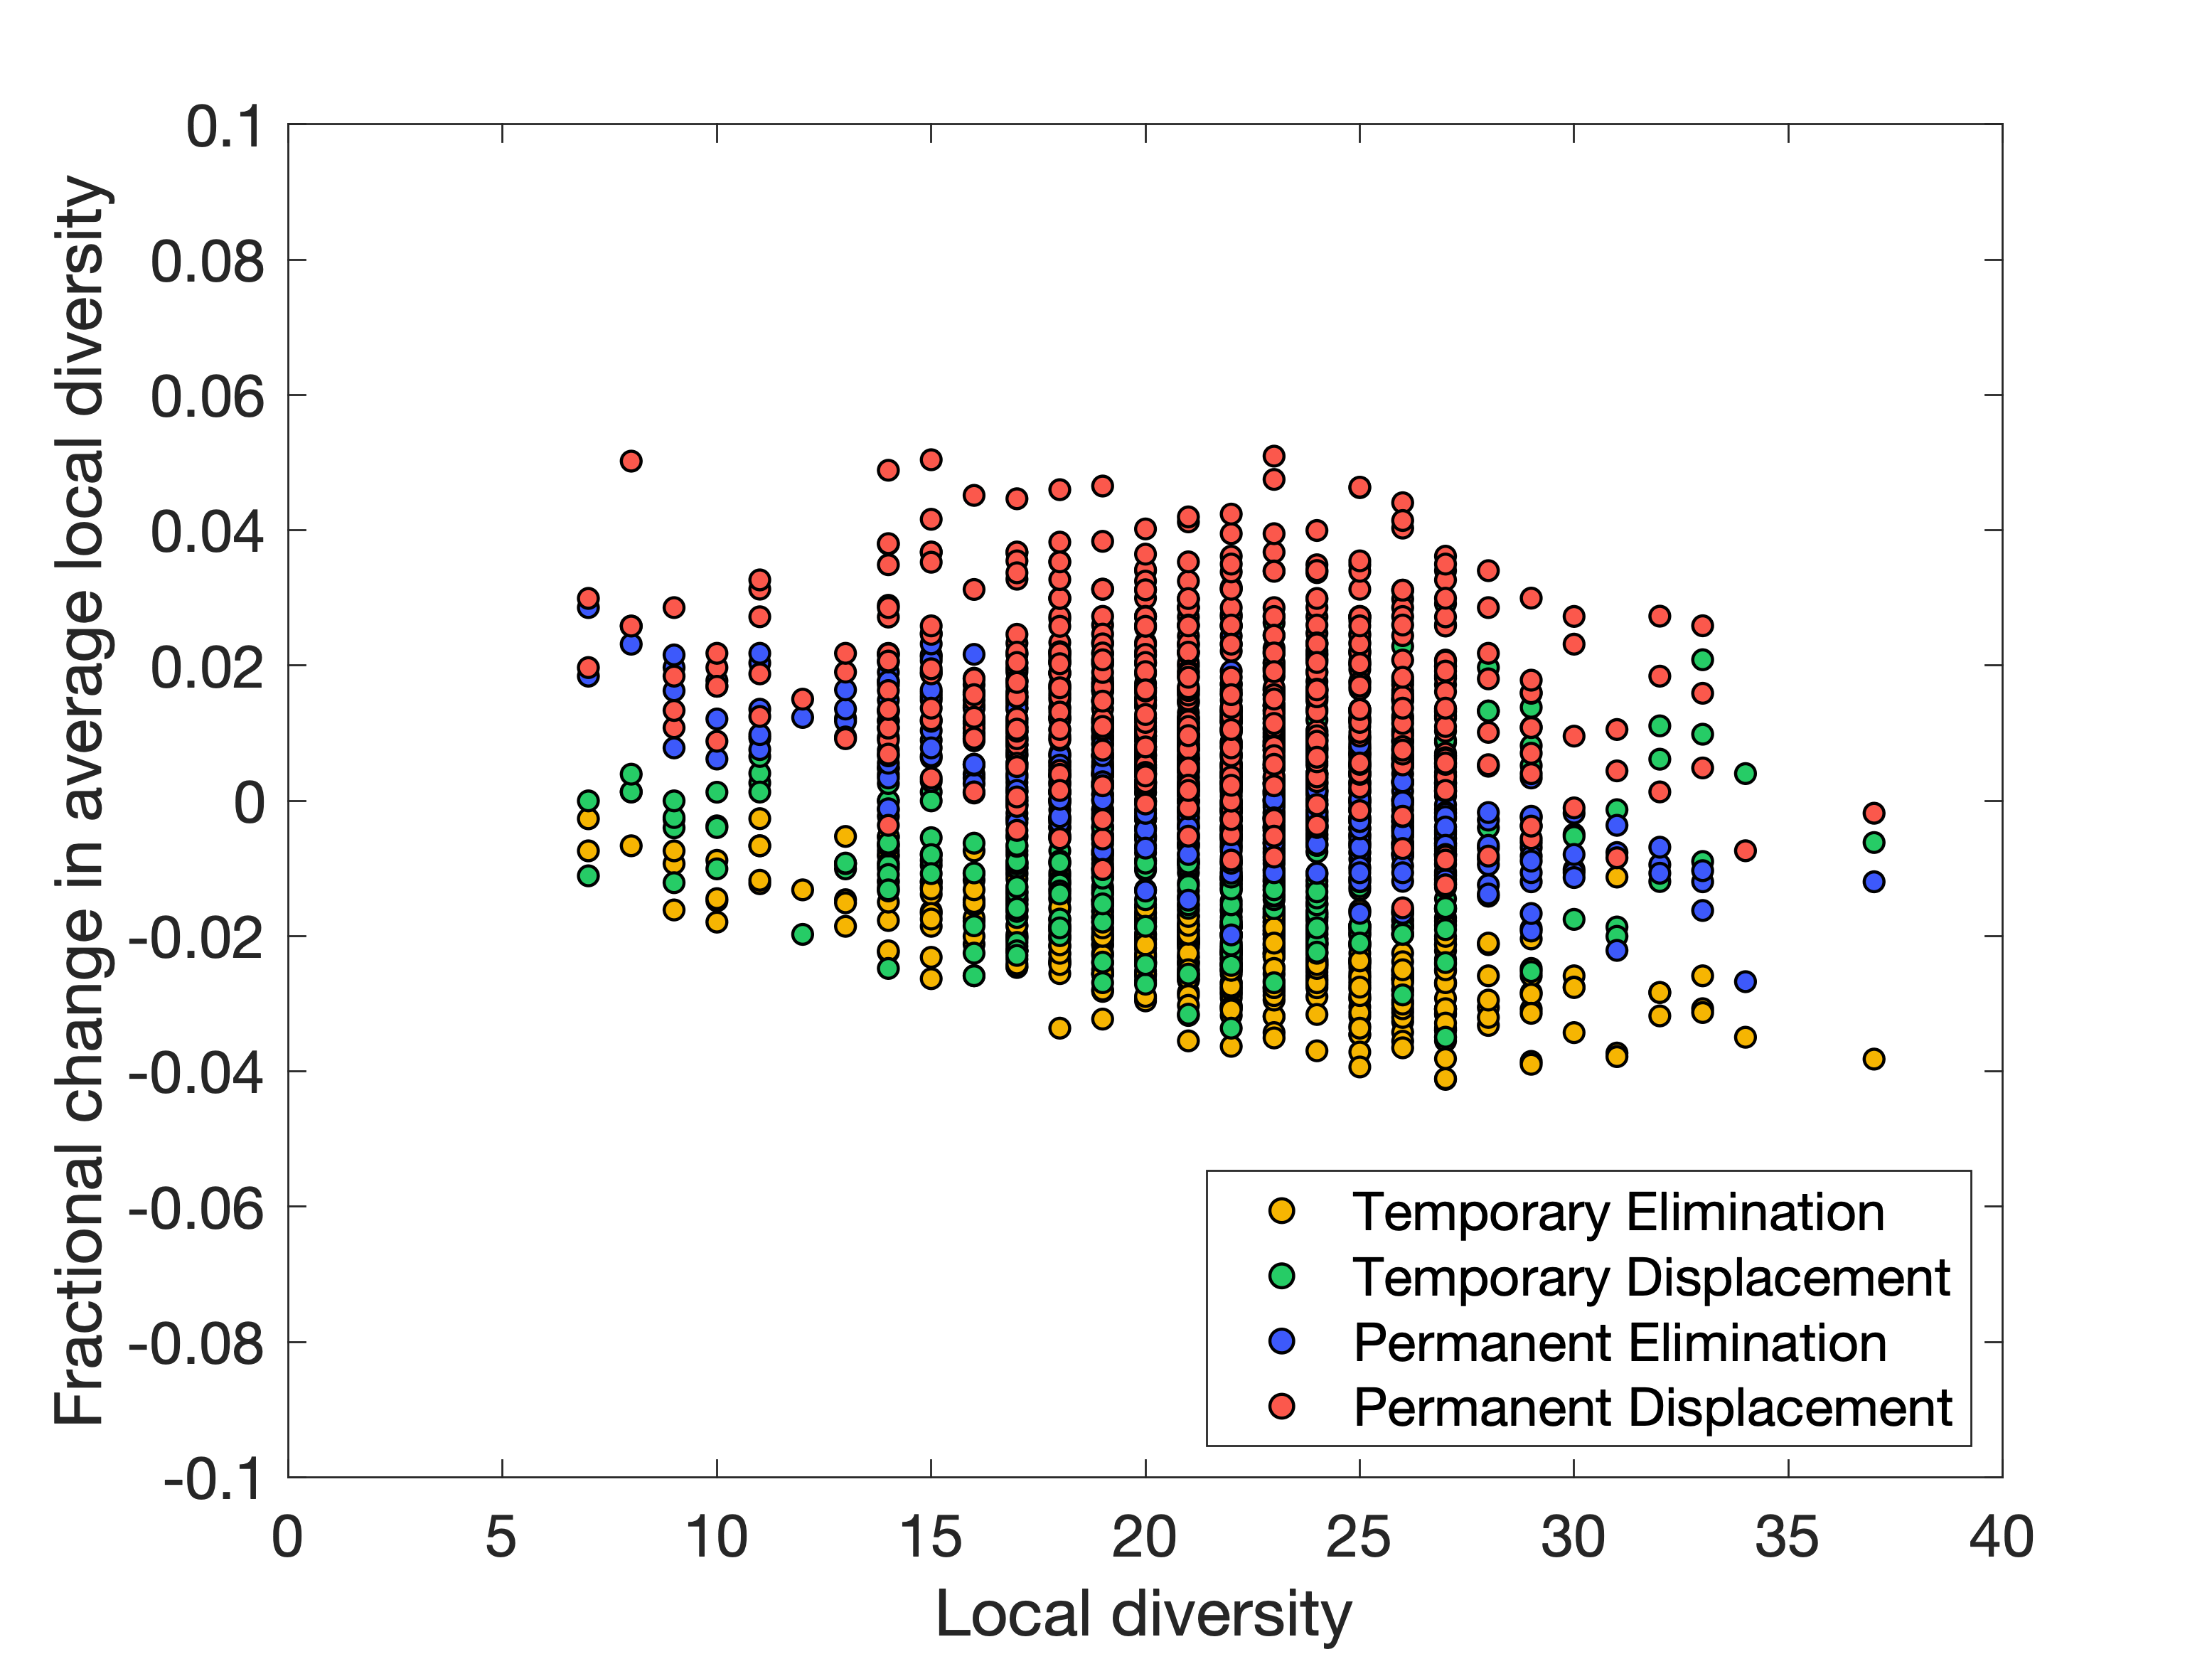 Fractional change in average local diversity
0.1
0.08
0.06
0.04
0.02
0
-0.02
-0.04
-0.06
-0.08
-0.1
Temporary Elimination
Temporary Displacement
Permanent Elimination
Permanent Displacement
0 5 10 15 20 25 30 35 40
Local diversity